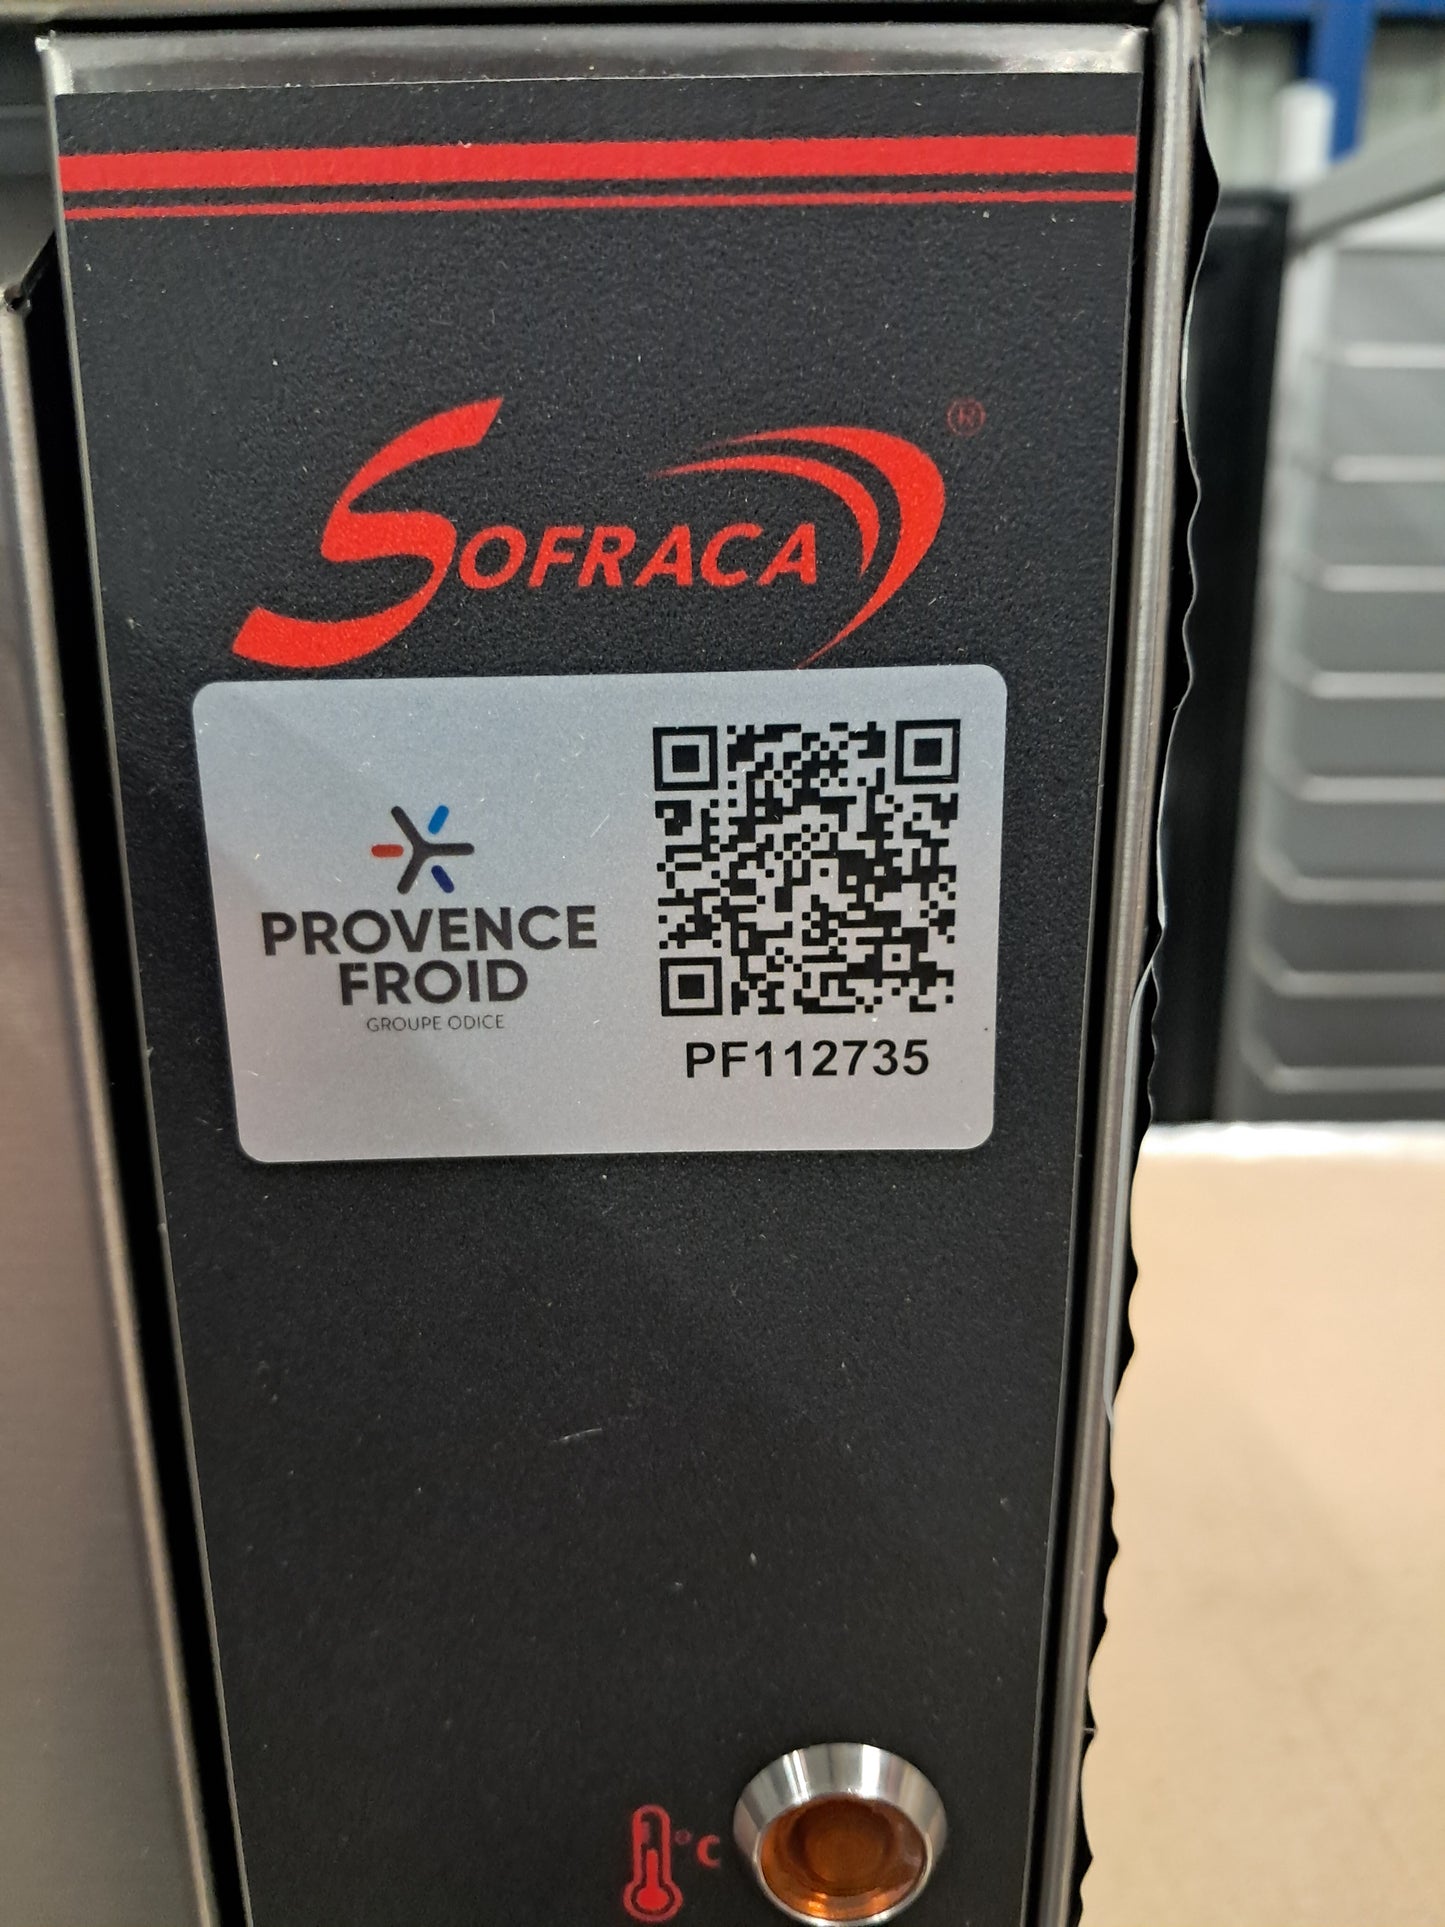 SOFRACA ®
PROVENCE
FROID
GROUPE ODICE
PF112735
°C